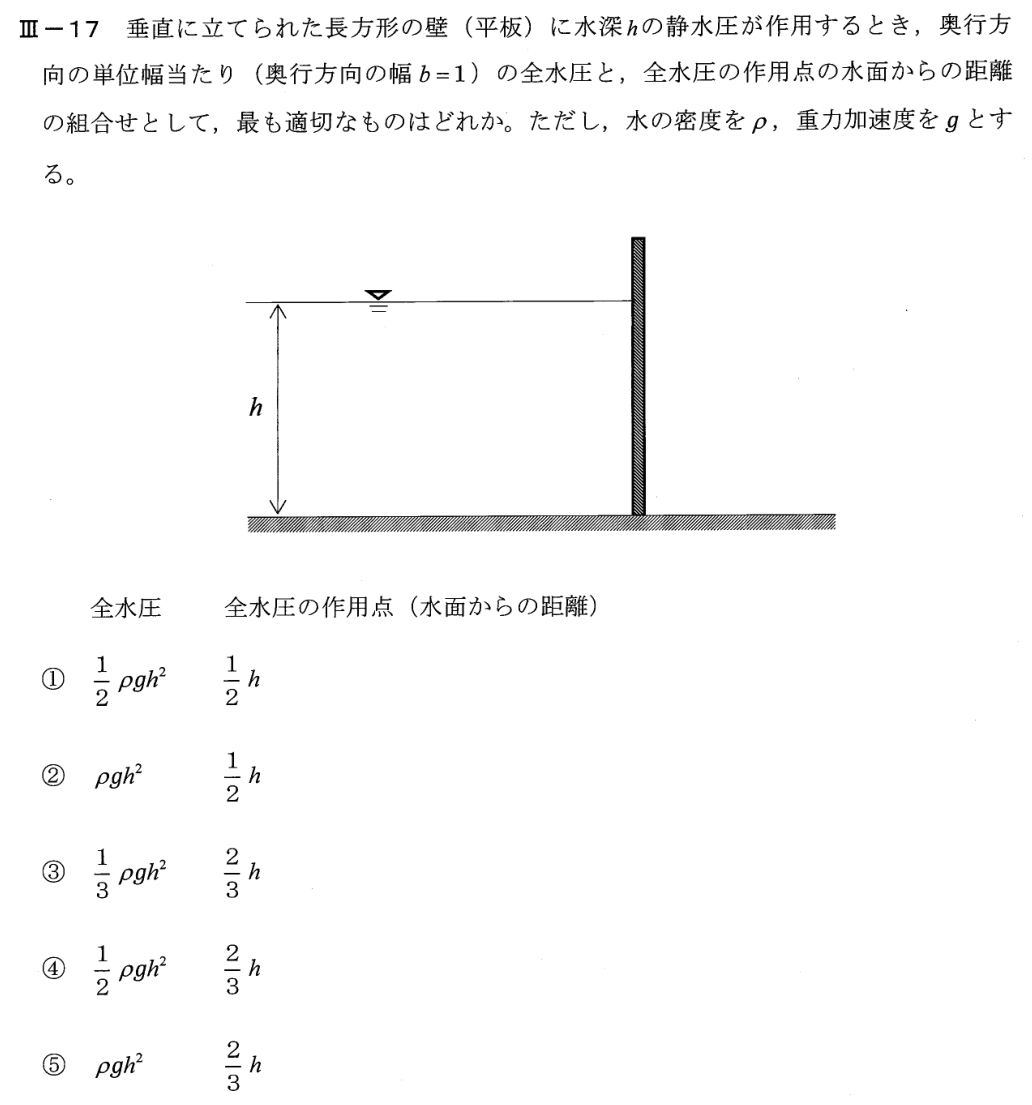 Ⅲ－17　垂直に立てられた長方形の壁（平板）に水深hの静水圧が作用するとき，奥行方
向の単位幅当たり（奥行方向の幅b=1）の全水圧と，全水圧の作用点の水面からの距離
の組合せとして，最も適切なものはどれか。ただし，水の密度をρ，重力加速度をgとす
る。
h
全水圧　全水圧の作用点（水面からの距離）
① 1/2 ρgh²　1/2 h
② ρgh²　1/2 h
③ 1/3 ρgh²　2/3 h
④ 1/2 ρgh²　2/3 h
⑤ ρgh²　2/3 h